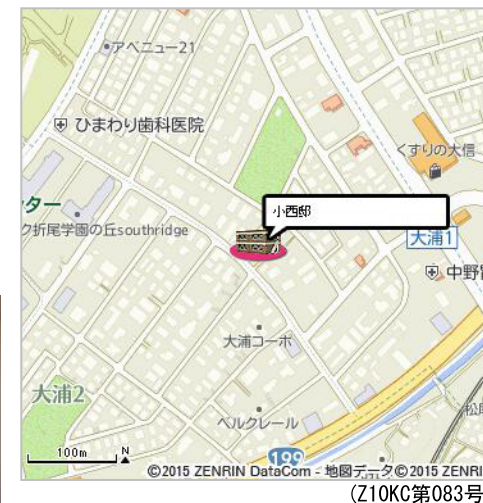 アベニュー21
ひまわり歯科医院
くすりの大信
ター
小西邸
ク折尾学園の丘southridge
大浦1
中野
大浦コーポ
大浦2
ベルクレール
松尾
199
100m
N
©2015 ZENRIN DataCom - 地図データ©2015 ZENRI
(Z10KC第083号